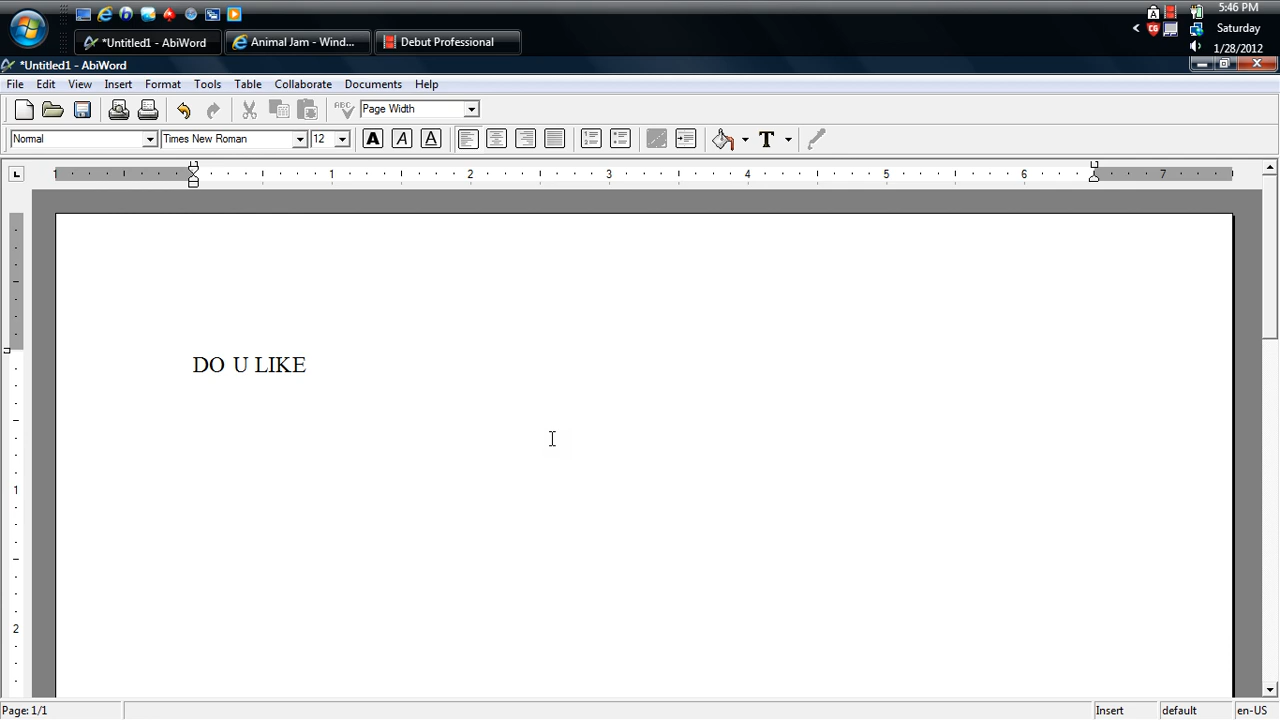 5:46 PM
Saturday
1/28/2012
*Untitled1 - AbiWord
Animal Jam - Wind...
Debut Professional
*Untitled1 - AbiWord
File Edit View Insert Format Tools Table Collaborate Documents Help
ABC Page Width
Normal Times New Roman 12 A A A T
1 1 2 3 4 5 6 7
DO U LIKE
1
2
Page: 1/1 Insert default en-US